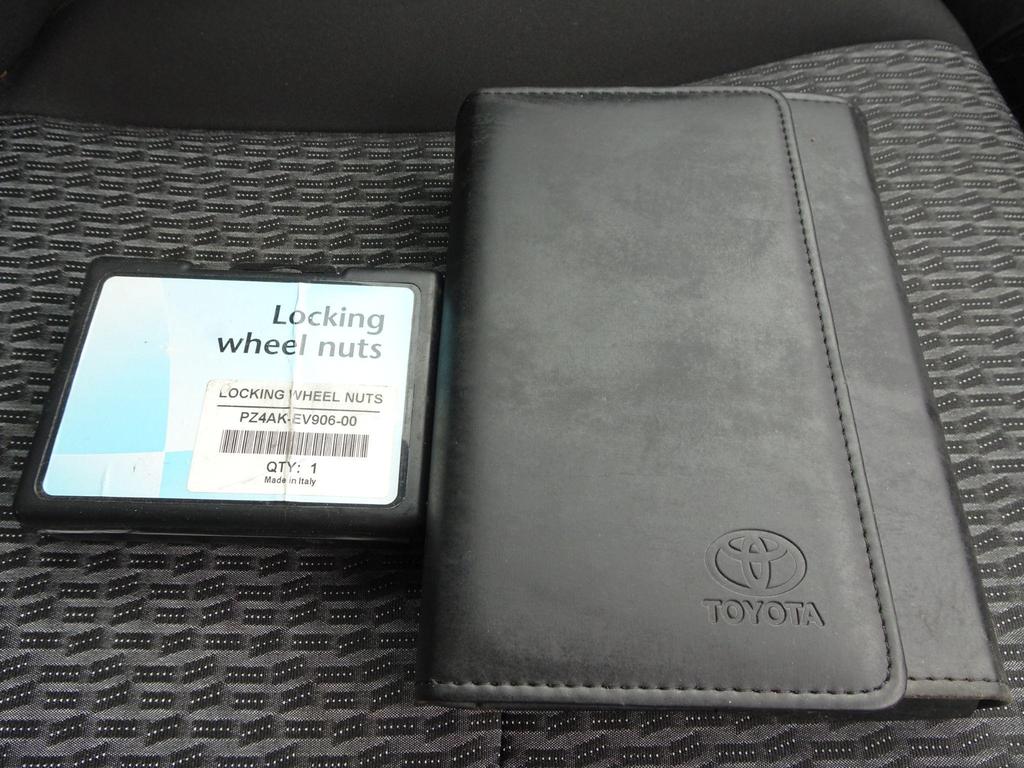 Locking
wheel nuts
LOCKING WHEEL NUTS
PZ4AK-EV906-00
QTY: 1
Made in Italy
TOYOTA